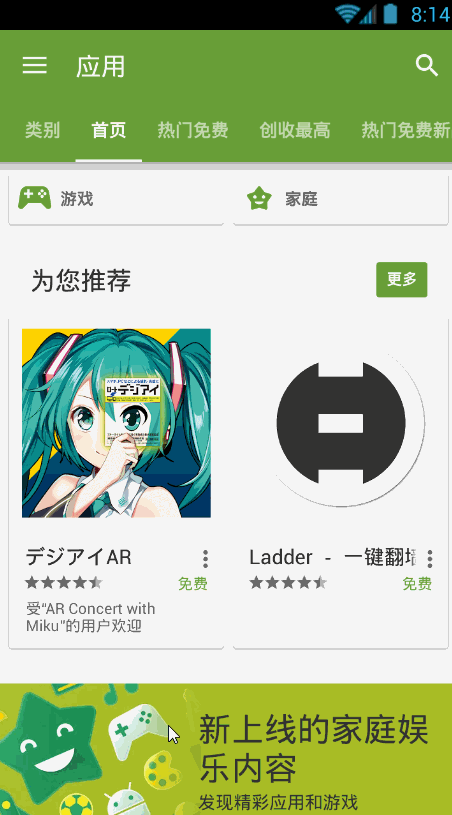 8:14
应用
类别 首页 热门免费 创收最高 热门免费新
游戏 家庭
为您推荐 更多
デジアイ
デジアイAR
免费
受“AR Concert with
Miku”的用户欢迎
Ladder - 一键翻墙
免费
新上线的家庭娱
乐内容
发现精彩应用和游戏